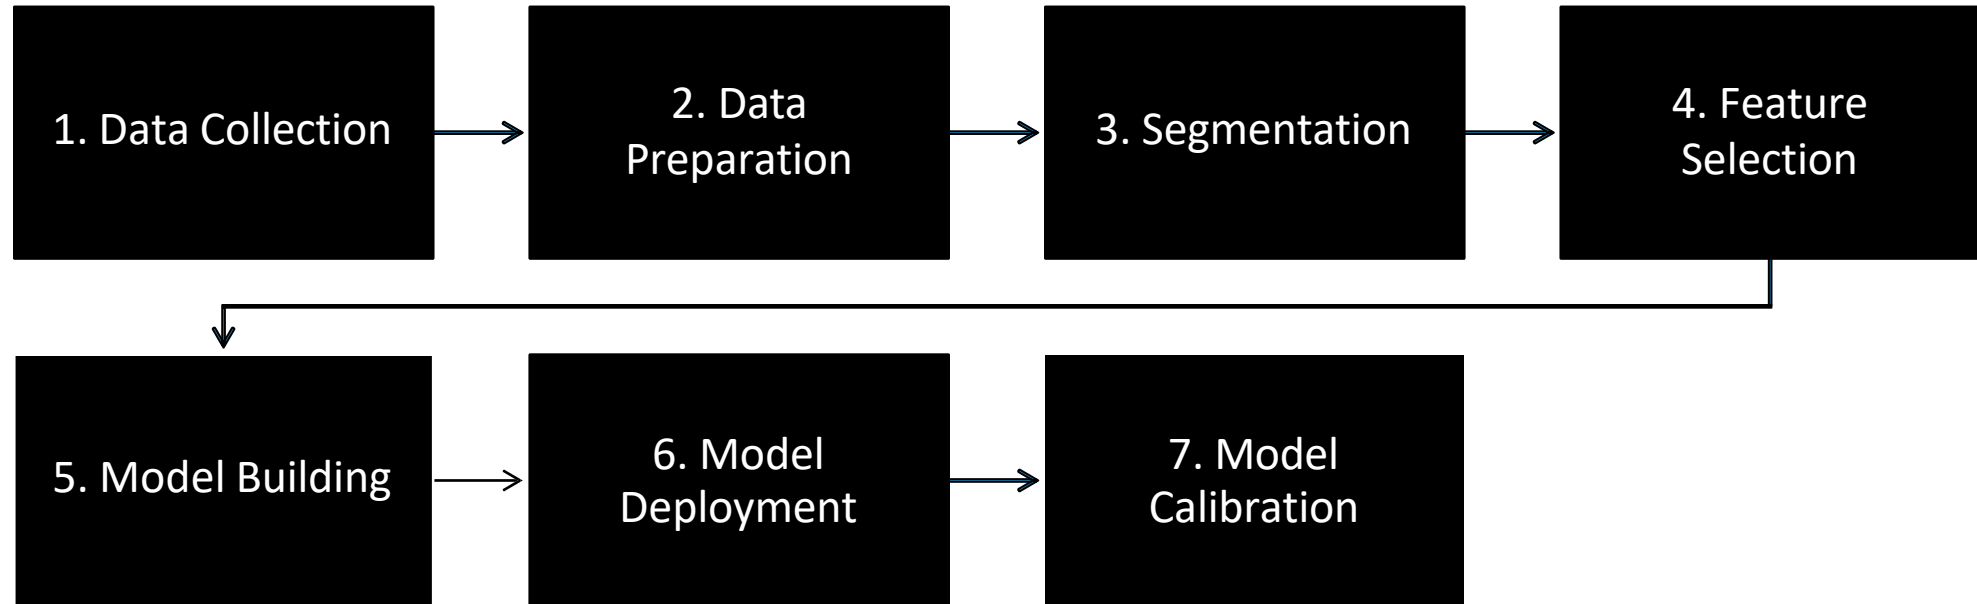 1. Data Collection
2. Data
Preparation
3. Segmentation
4. Feature
Selection
5. Model Building
6. Model
Deployment
7. Model
Calibration